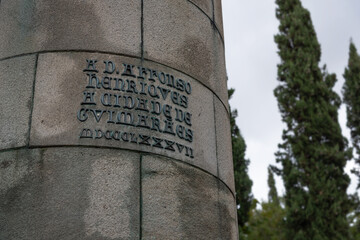 A D. AFFONSO
HENRIQVES
A CIDADE DE
GVIMARÃES
MDCCCLXXXVII